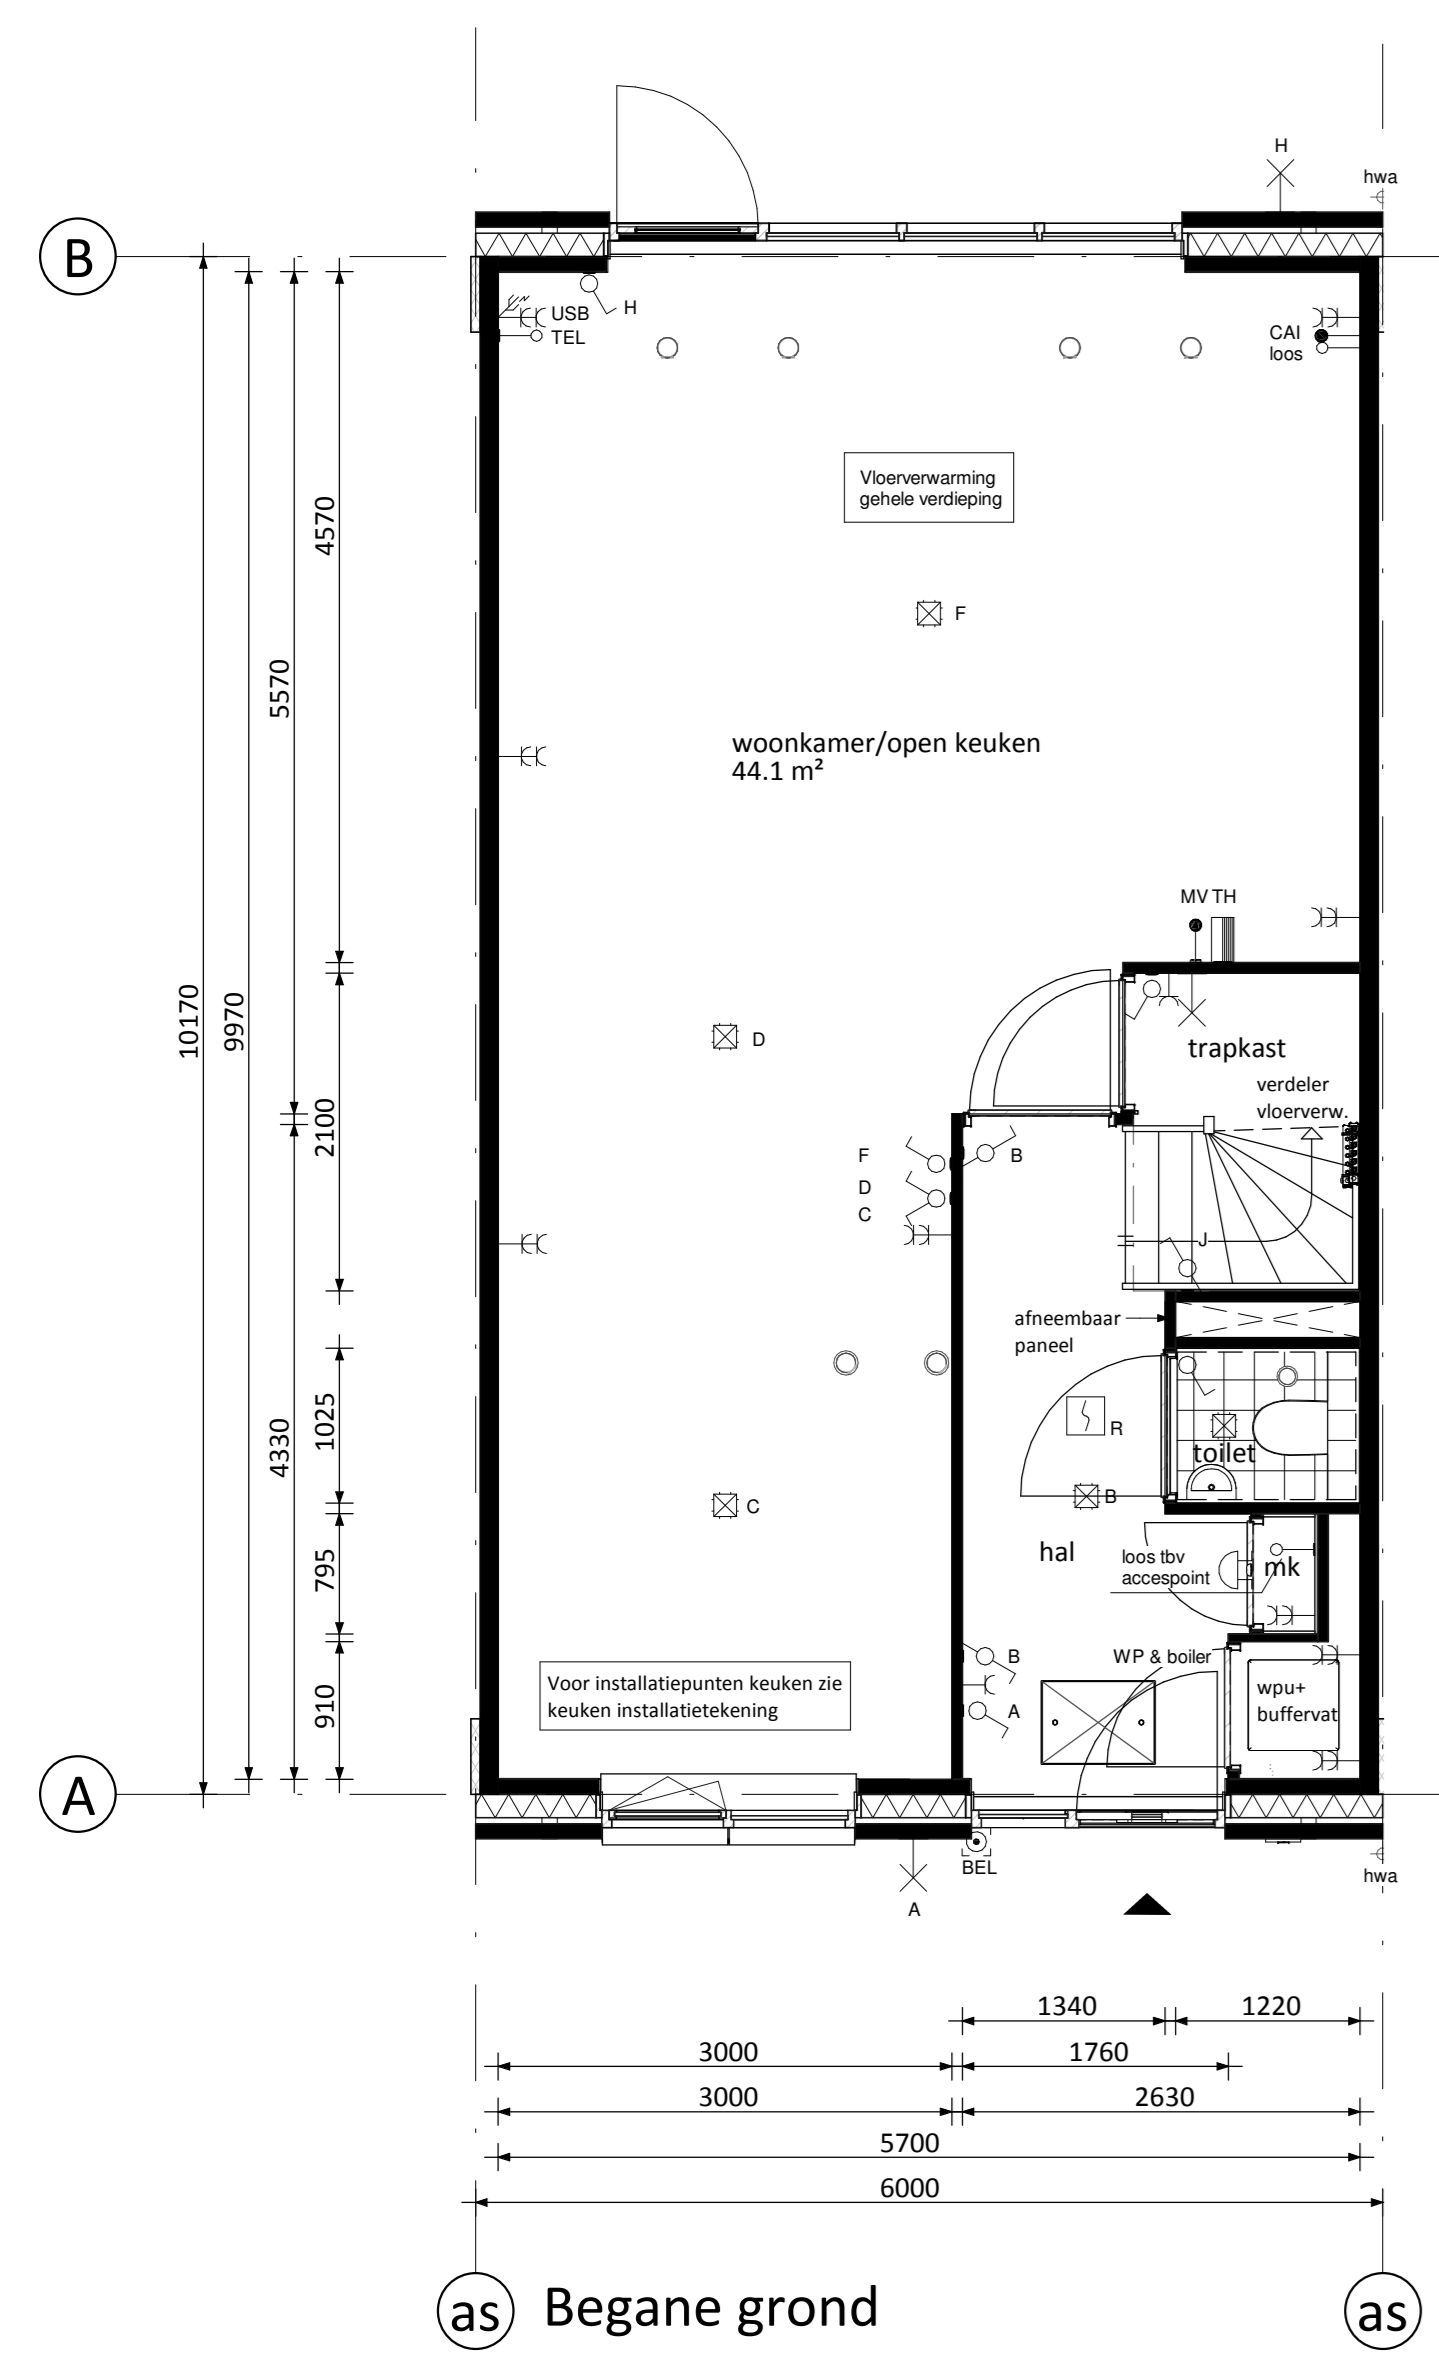 H
hwa
B
H
USB
TEL
CAI
loos
Vloerverwarming
gehele verdieping
F
4570
5570
woonkamer/open keuken
44.1 m²
MV TH
10170
9970
D
trapkast
verdeler
vloerverw.
2100
F
B
D
C
J
afneembaar
paneel
1025
4330
R
toilet
C
B
hal
795
loos tbv
accespoint
mk
B
WP & boiler
Voor installatiepunten keuken zie
keuken installatietekening
910
A
wpu+
buffervat
A
BEL
hwa
A
1340
1220
3000
1760
3000
2630
5700
6000
as
Begane grond
as